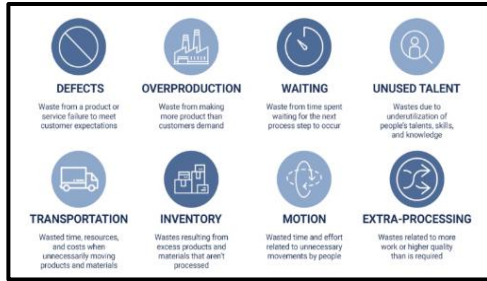 DEFECTS
Waste from a product or
service failure to meet
customer expectations
OVERPRODUCTION
Waste from making
more product than
customers demand
WAITING
Waste from time spent
waiting for the next
process step to occur
UNUSED TALENT
Wastes due to
underutilization of
people's talents, skills,
and knowledge
TRANSPORTATION
Wasted time, resources,
and costs when
unnecessarily moving
products and materials
INVENTORY
Wastes resulting from
excess products and
materials that aren't
processed
MOTION
Wasted time and effort
related to unnecessary
movements by people
EXTRA-PROCESSING
Wastes related to more
work or higher quality
than is required